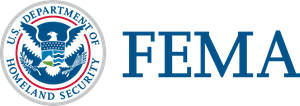 U.S. DEPARTMENT OF
HOMELAND SECURITY
FEMA